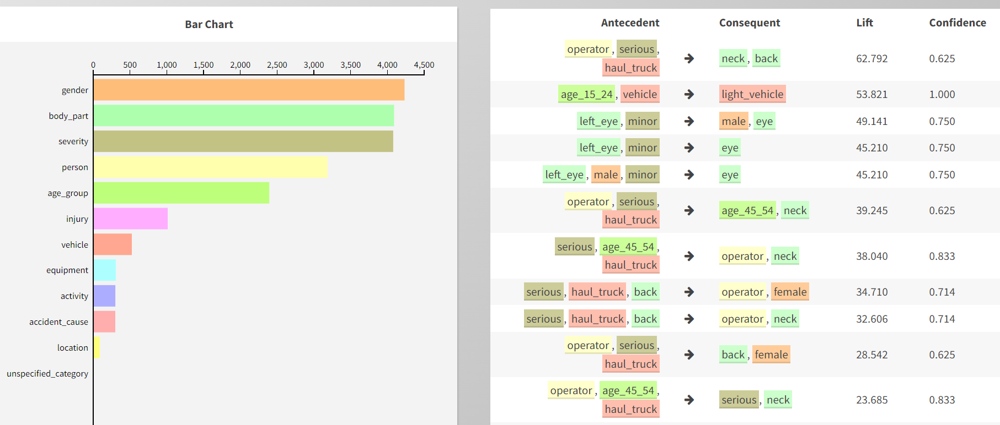 Bar Chart
0 500 1,000 1,500 2,000 2,500 3,000 3,500 4,000 4,500
gender
body_part
severity
person
age_group
injury
vehicle
equipment
activity
accident_cause
location
unspecified_category
Antecedent Consequent Lift Confidence
operator, serious,
haul_truck → neck, back 62.792 0.625
age_15_24, vehicle → light_vehicle 53.821 1.000
left_eye, minor → male, eye 49.141 0.750
left_eye, minor → eye 45.210 0.750
left_eye, male, minor → eye 45.210 0.750
operator, serious,
haul_truck → age_45_54, neck 39.245 0.625
serious, age_45_54,
haul_truck → operator, neck 38.040 0.833
serious, haul_truck, back → operator, female 34.710 0.714
serious, haul_truck, back → operator, neck 32.606 0.714
operator, serious,
haul_truck → back, female 28.542 0.625
operator, age_45_54,
haul_truck → serious, neck 23.685 0.833